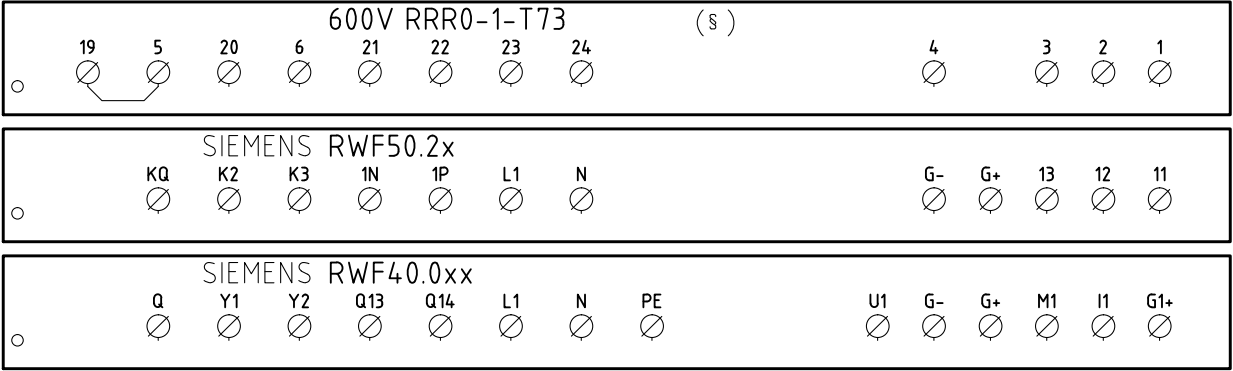 600V RRR0-1-T73 (§)
19 5 20 6 21 22 23 24 4 3 2 1
SIEMENS RWF50.2x
KQ K2 K3 1N 1P L1 N G- G+ 13 12 11
SIEMENS RWF40.0xx
Q Y1 Y2 Q13 Q14 L1 N PE U1 G- G+ M1 I1 G1+